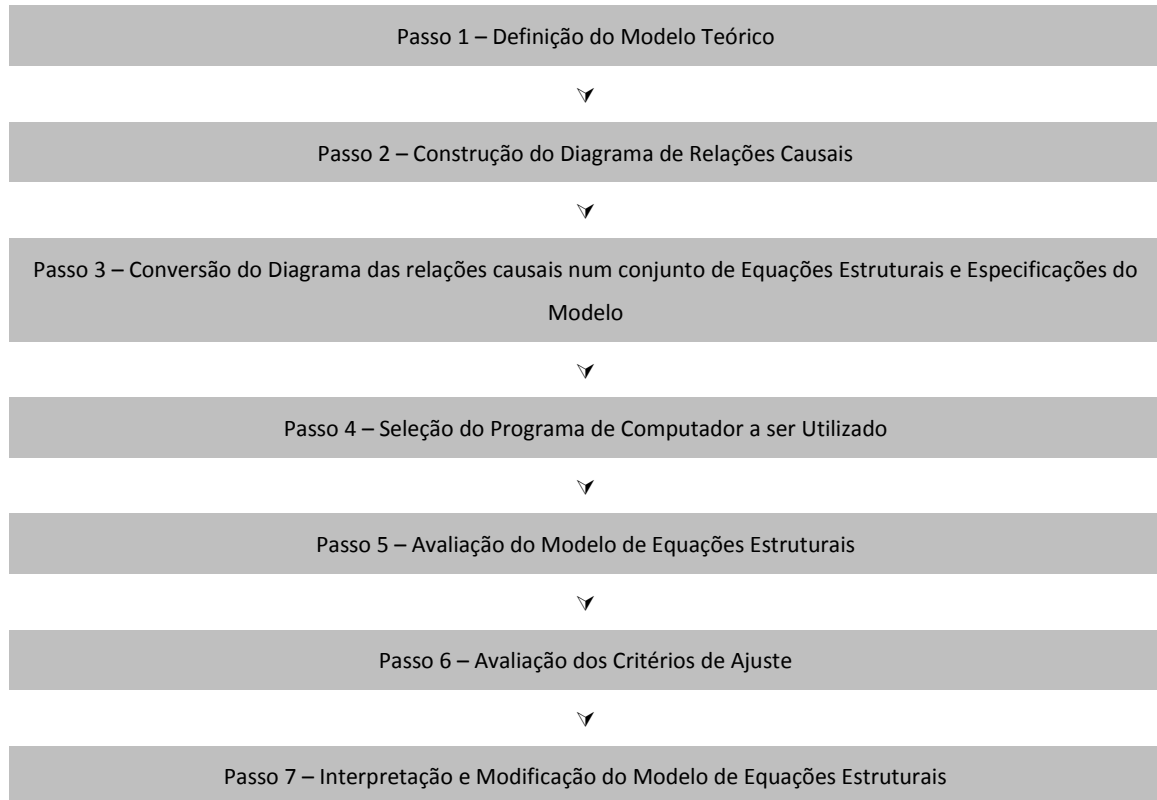 Passo 1 – Definição do Modelo Teórico
Passo 2 – Construção do Diagrama de Relações Causais
Passo 3 – Conversão do Diagrama das relações causais num conjunto de Equações Estruturais e Especificações do
Modelo
Passo 4 – Seleção do Programa de Computador a ser Utilizado
Passo 5 – Avaliação do Modelo de Equações Estruturais
Passo 6 – Avaliação dos Critérios de Ajuste
Passo 7 – Interpretação e Modificação do Modelo de Equações Estruturais